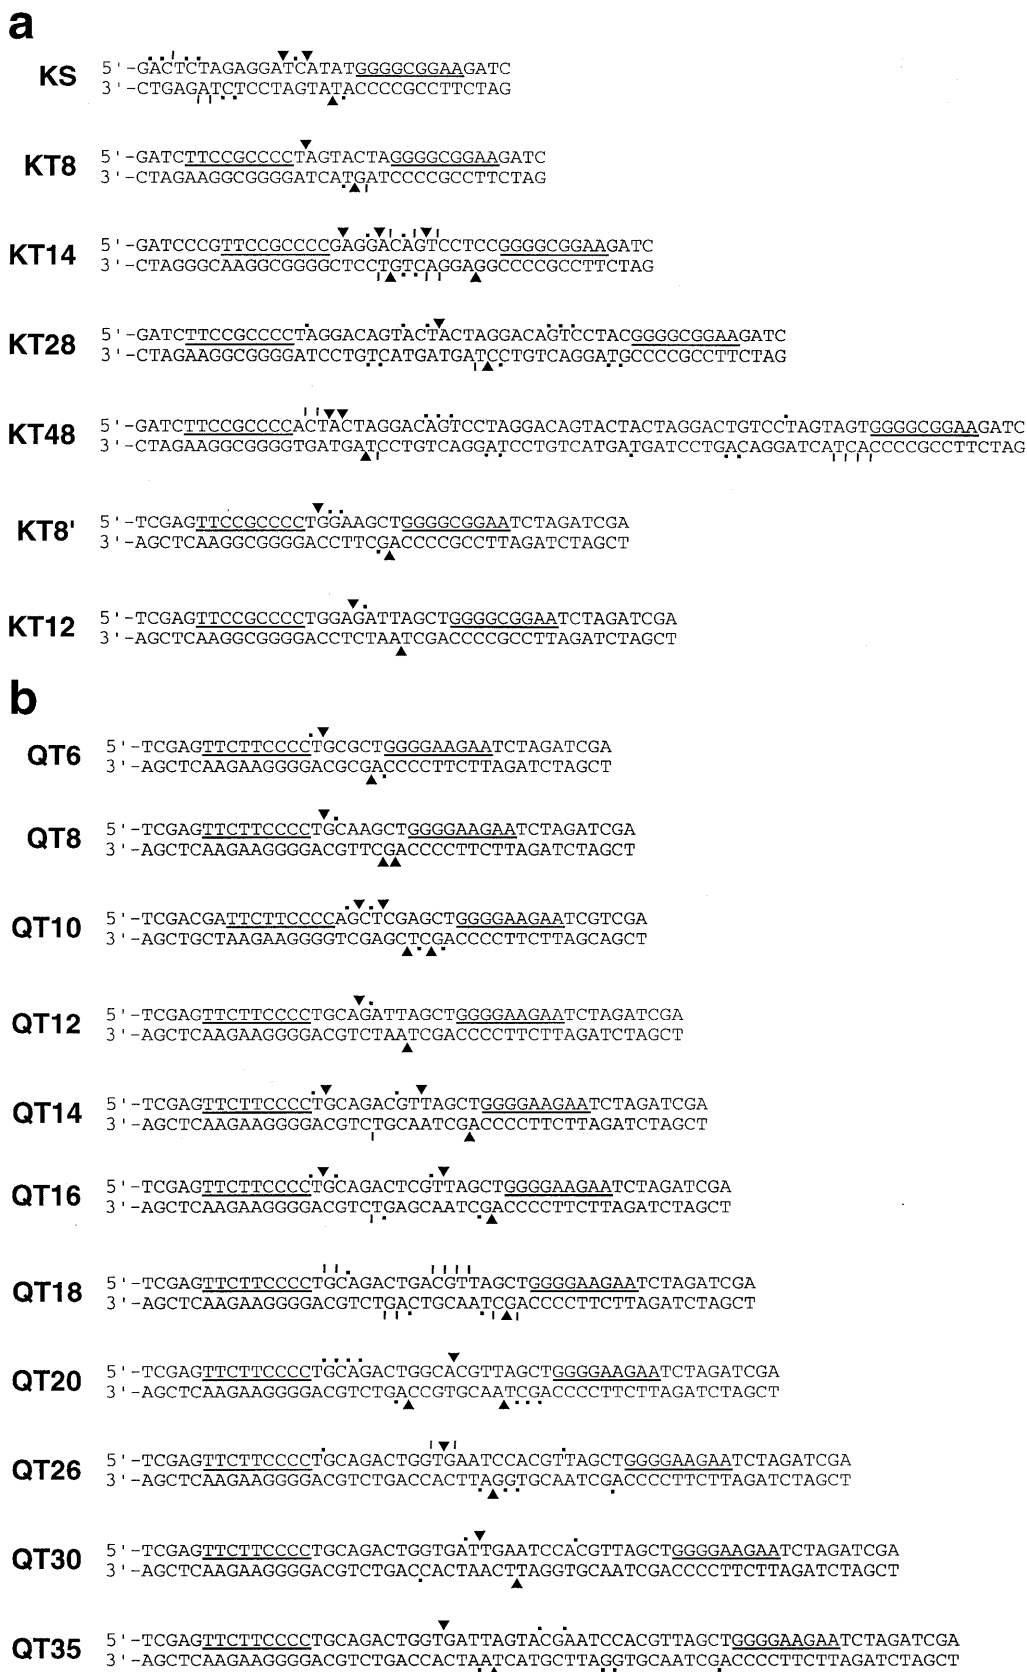 a
KS
5'-GACTCTAGAGGATCATATGGGGCGGAAGATC
3'-CTGAGATCTCCTAGTATACCCCGCCTTCTAG
KT8
5'-GATCTTCCGCCCCTAGTACTAGGGGCGGAAGATC
3'-CTAGAAGGCGGGGATCATGATCCCCGCCTTCTAG
KT14
5'-GATCCCGTTCCGCCCCGAGGACAGTCCTCCGGGGCGGAAGATC
3'-CTAGGGCAAGGCGGGGCTCCTGTCAGGAGGCCCCGCCTTCTAG
KT28
5'-GATCTTCCGCCCCTAGGACAGTACTACTAGGACAGTCCTACGGGGCGGAAGATC
3'-CTAGAAGGCGGGGATCCTGTCATGATGATCCTGTCAGGATGCCCCGCCTTCTAG
KT48
5'-GATCTTCCGCCCCACTACTAGGACAGTCCTAGGACAGTACTACTAGGACTGTCCTAGTAGTGGGGCGGAAGATC
3'-CTAGAAGGCGGGGTGATGATCCTGTCAGGATCCTGTCATGATGATCCTGACAGGATCATCACCCCGCCTTCTAG
KT8'
5'-TCGAGTTCCGCCCCTGGAAGCTGGGGCGGAATCTAGATCGA
3'-AGCTCAAGGCGGGGACCTTCGACCCCGCCTTAGATCTAGCT
KT12
5'-TCGAGTTCCGCCCCTGGAGATTAGCTGGGGCGGAATCTAGATCGA
3'-AGCTCAAGGCGGGGACCTCTAATCGACCCCGCCTTAGATCTAGCT
b
QT6
5'-TCGAGTTCTTCCCCTGCGCTGGGGAAGAATCTAGATCGA
3'-AGCTCAAGAAGGGGACGCGACCCCTTCTTAGATCTAGCT
QT8
5'-TCGAGTTCTTCCCCTGCAAGCTGGGGAAGAATCTAGATCGA
3'-AGCTCAAGAAGGGGACGTTCGACCCCTTCTTAGATCTAGCT
QT10
5'-TCGACGATTCTTCCCCAGCTCGAGCTGGGGAAGAATCGTCGA
3'-AGCTGCTAAGAAGGGGTCGAGCTCGACCCCTTCTTAGCAGCT
QT12
5'-TCGAGTTCTTCCCCTGCAGATTAGCTGGGGAAGAATCTAGATCGA
3'-AGCTCAAGAAGGGGACGTCTAATCGACCCCTTCTTAGATCTAGCT
QT14
5'-TCGAGTTCTTCCCCTGCAGACGTTAGCTGGGGAAGAATCTAGATCGA
3'-AGCTCAAGAAGGGGACGTCTGCAATCGACCCCTTCTTAGATCTAGCT
QT16
5'-TCGAGTTCTTCCCCTGCAGACTCGTTAGCTGGGGAAGAATCTAGATCGA
3'-AGCTCAAGAAGGGGACGTCTGAGCAATCGACCCCTTCTTAGATCTAGCT
QT18
5'-TCGAGTTCTTCCCCTGCAGACTGACGTTAGCTGGGGAAGAATCTAGATCGA
3'-AGCTCAAGAAGGGGACGTCTGACTGCAATCGACCCCTTCTTAGATCTAGCT
QT20
5'-TCGAGTTCTTCCCCTGCAGACTGGCACGTTAGCTGGGGAAGAATCTAGATCGA
3'-AGCTCAAGAAGGGGACGTCTGACCGTGCAATCGACCCCTTCTTAGATCTAGCT
QT26
5'-TCGAGTTCTTCCCCTGCAGACTGGTGAATCCACGTTAGCTGGGGAAGAATCTAGATCGA
3'-AGCTCAAGAAGGGGACGTCTGACCACTTAGGTGCAATCGACCCCTTCTTAGATCTAGCT
QT30
5'-TCGAGTTCTTCCCCTGCAGACTGGTGATTGAATCCACGTTAGCTGGGGAAGAATCTAGATCGA
3'-AGCTCAAGAAGGGGACGTCTGACCACTAACTTAGGTGCAATCGACCCCTTCTTAGATCTAGCT
QT35
5'-TCGAGTTCTTCCCCTGCAGACTGGTGATTAGTACGAATCCACGTTAGCTGGGGAAGAATCTAGATCGA
3'-AGCTCAAGAAGGGGACGTCTGACCACTAATCATGCTTAGGTGCAATCGACCCCTTCTTAGATCTAGCT